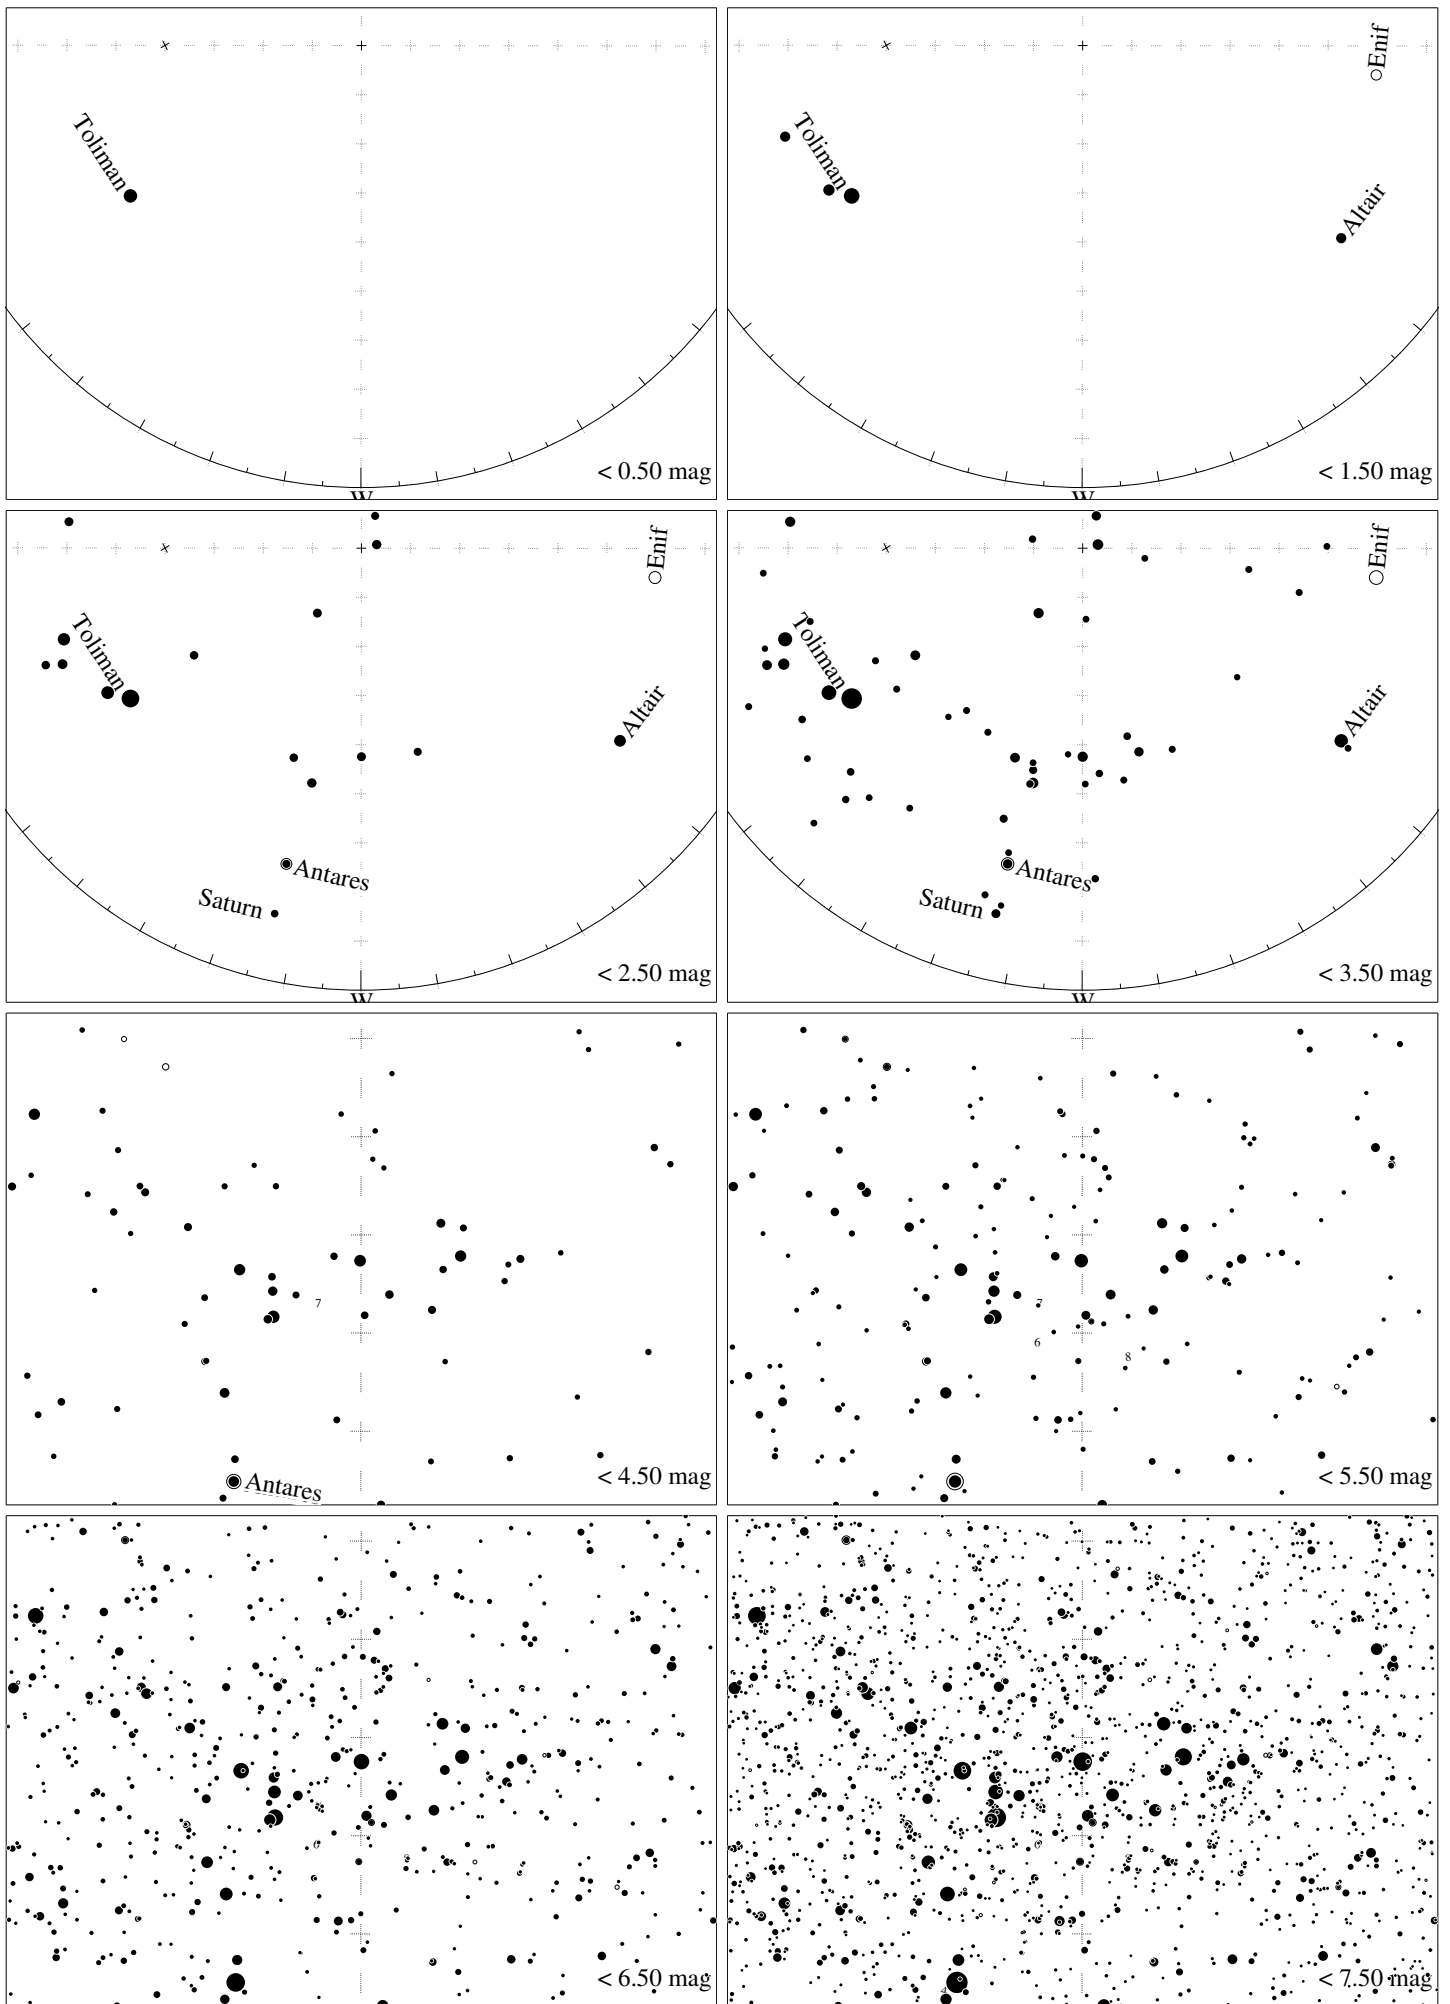 Toliman
W
< 0.50 mag
Enif
Toliman
Altair
W
< 1.50 mag
Enif
Toliman
Altair
Antares
Saturn
W
< 2.50 mag
Enif
Toliman
Altair
Antares
Saturn
W
< 3.50 mag
7
Antares
< 4.50 mag
7
6
8
< 5.50 mag
< 6.50 mag
< 7.50 mag